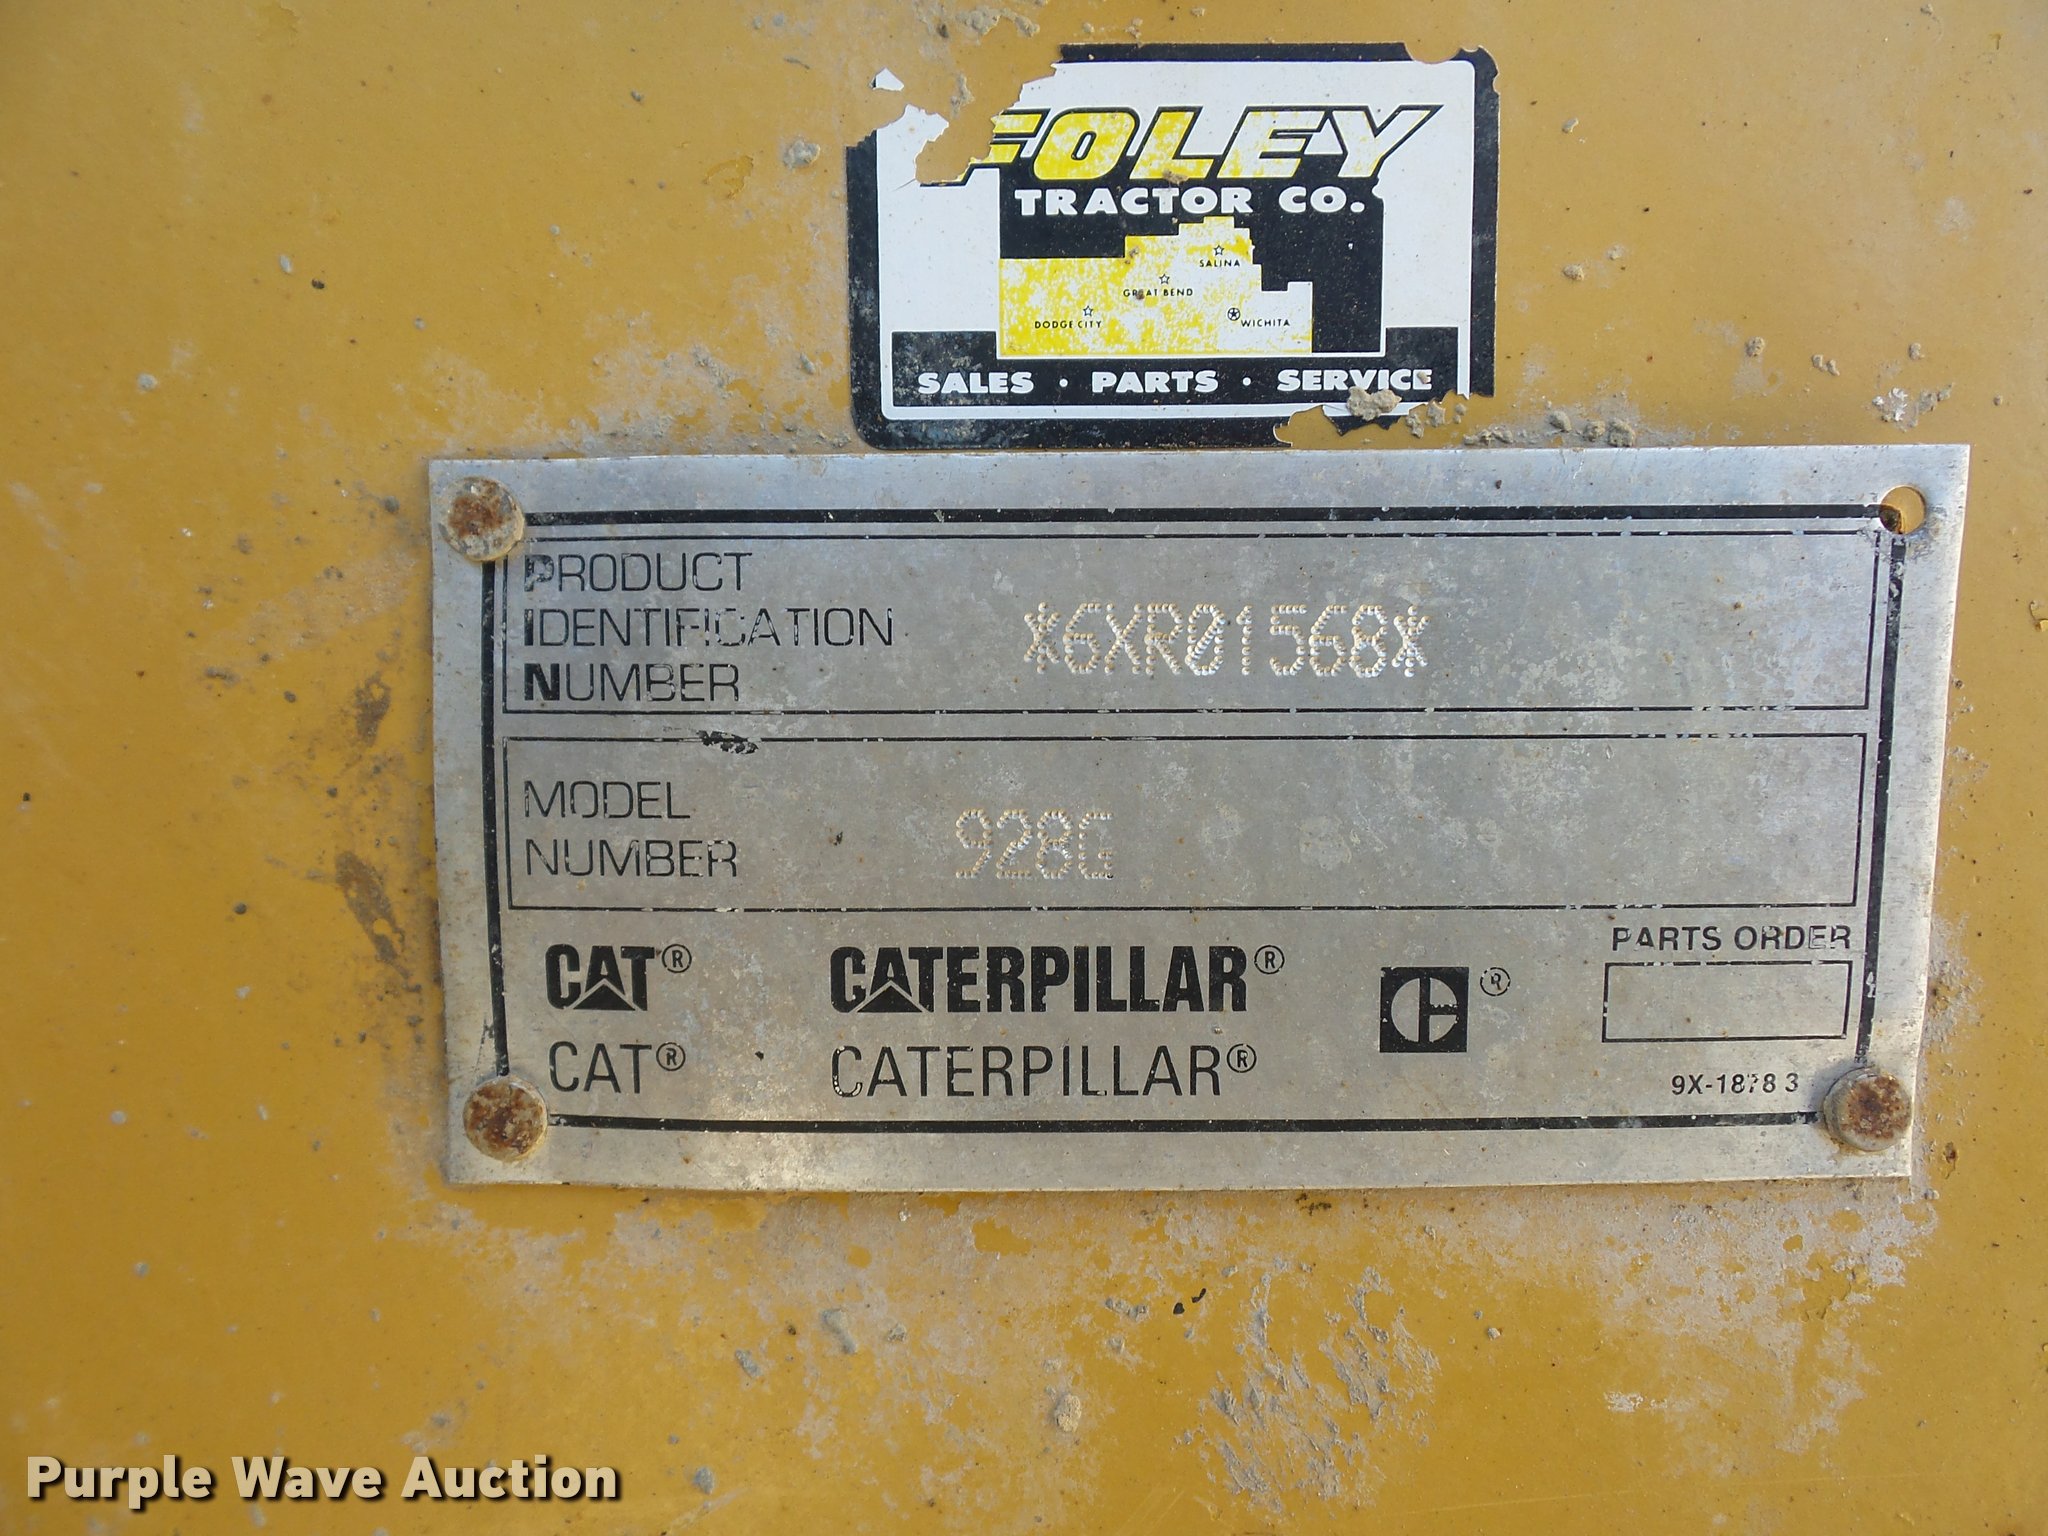 FOLEY
TRACTOR CO.
SALINA
GREAT BEND
DODGE CITY
WICHITA
SALES · PARTS · SERVICE
PRODUCT
IDENTIFICATION
NUMBER
*6XR01568*
MODEL
NUMBER
928G
CAT® CATERPILLAR® ®
PARTS ORDER
CAT® CATERPILLAR®
9X-1878 3
Purple Wave Auction